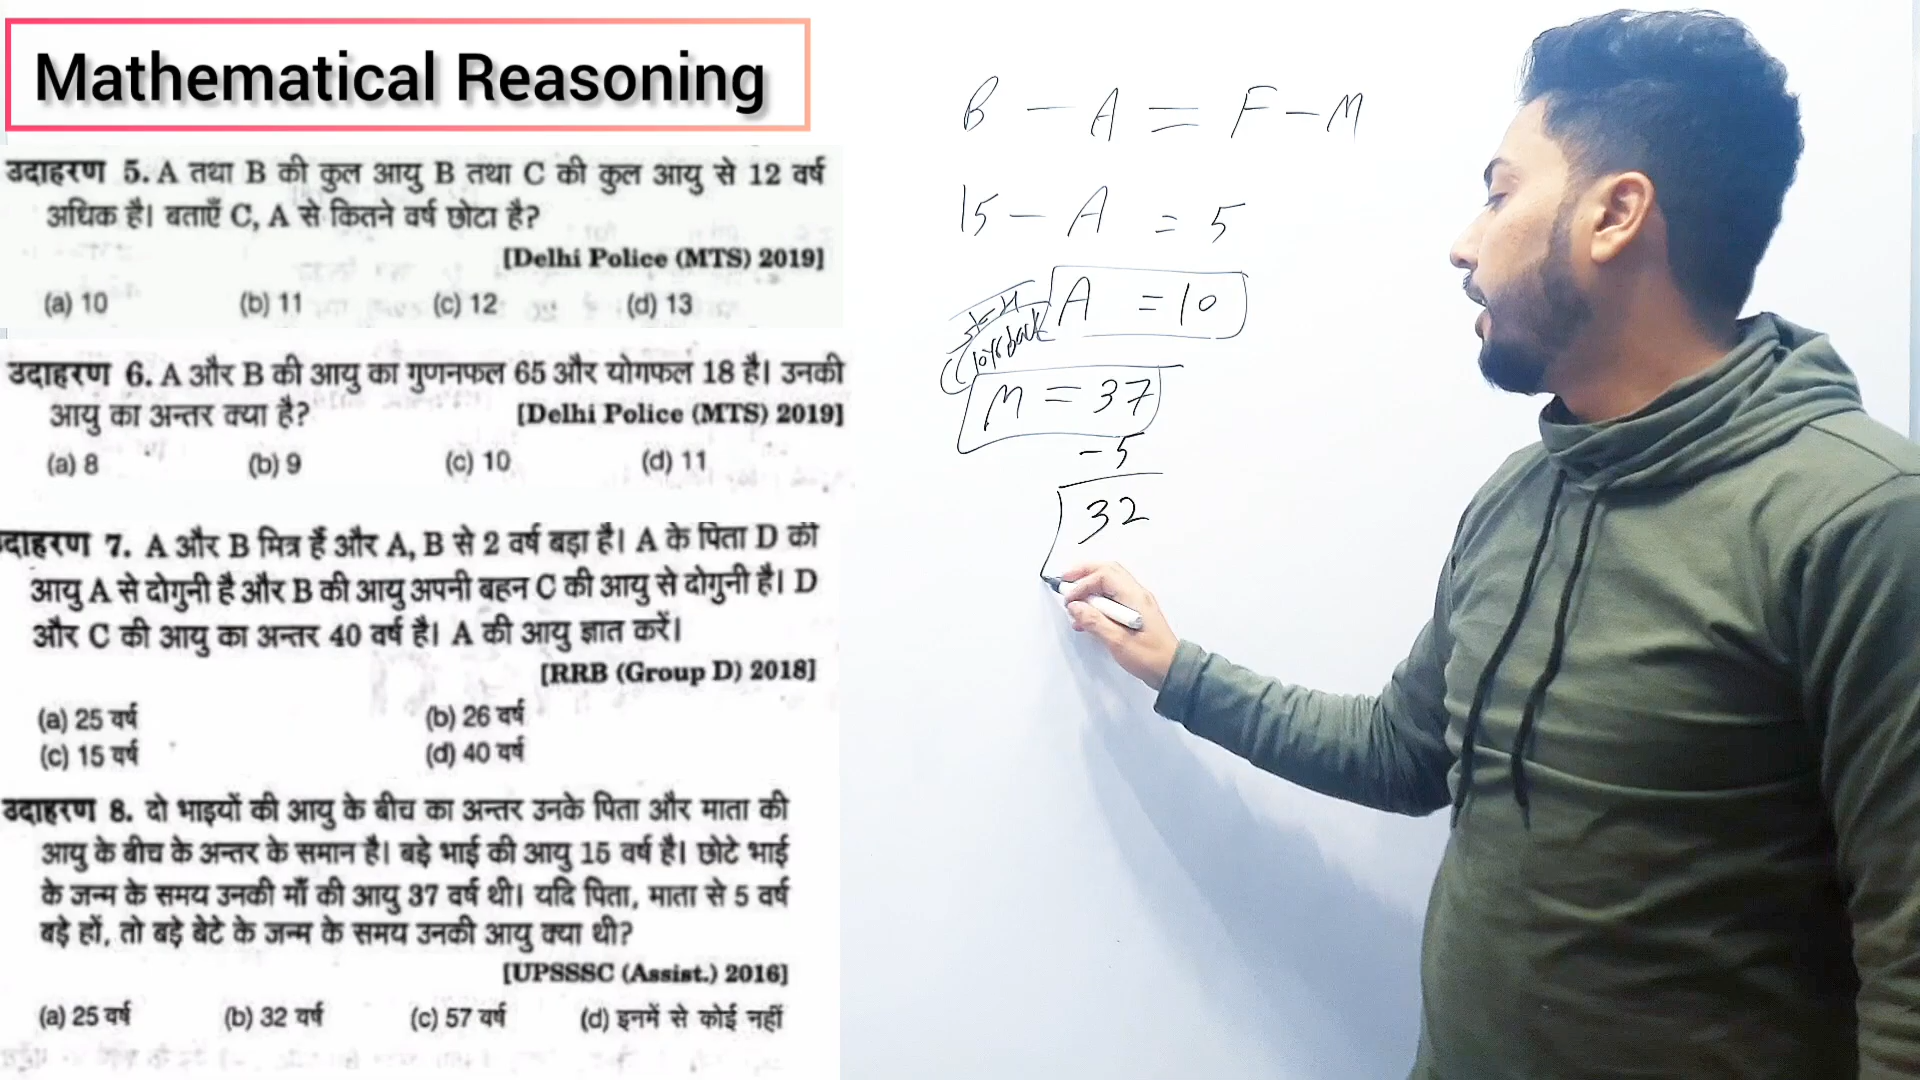 Mathematical Reasoning
उदाहरण 5. A तथा B की कुल आयु B तथा C की कुल आयु से 12 वर्ष
अधिक है। बताएँ C, A से कितने वर्ष छोटा है?
[Delhi Police (MTS) 2019]
(a) 10 (b) 11 (c) 12 (d) 13
उदाहरण 6. A और B की आयु का गुणनफल 65 और योगफल 18 है। उनकी
आयु का अन्तर क्या है? [Delhi Police (MTS) 2019]
(a) 8 (b) 9 (c) 10 (d) 11
दाहरण 7. A और B मित्र हैं और A, B से 2 वर्ष बड़ा है। A के पिता D की
आयु A से दोगुनी है और B की आयु अपनी बहन C की आयु से दोगुनी है। D
और C की आयु का अन्तर 40 वर्ष है। A की आयु ज्ञात करें।
[RRB (Group D) 2018]
(a) 25 वर्ष (b) 26 वर्ष
(c) 15 वर्ष (d) 40 वर्ष
उदाहरण 8. दो भाइयों की आयु के बीच का अन्तर उनके पिता और माता की
आयु के बीच के अन्तर के समान है। बड़े भाई की आयु 15 वर्ष है। छोटे भाई
के जन्म के समय उनकी माँ की आयु 37 वर्ष थी। यदि पिता, माता से 5 वर्ष
बड़े हों, तो बड़े बेटे के जन्म के समय उनकी आयु क्या थी?
[UPSSSC (Assist.) 2016]
(a) 25 वर्ष (b) 32 वर्ष (c) 57 वर्ष (d) इनमें से कोई नहीं
B - A = F - M
15 - A = 5
A = 10
10 yrs back
M = 37
- 5
32